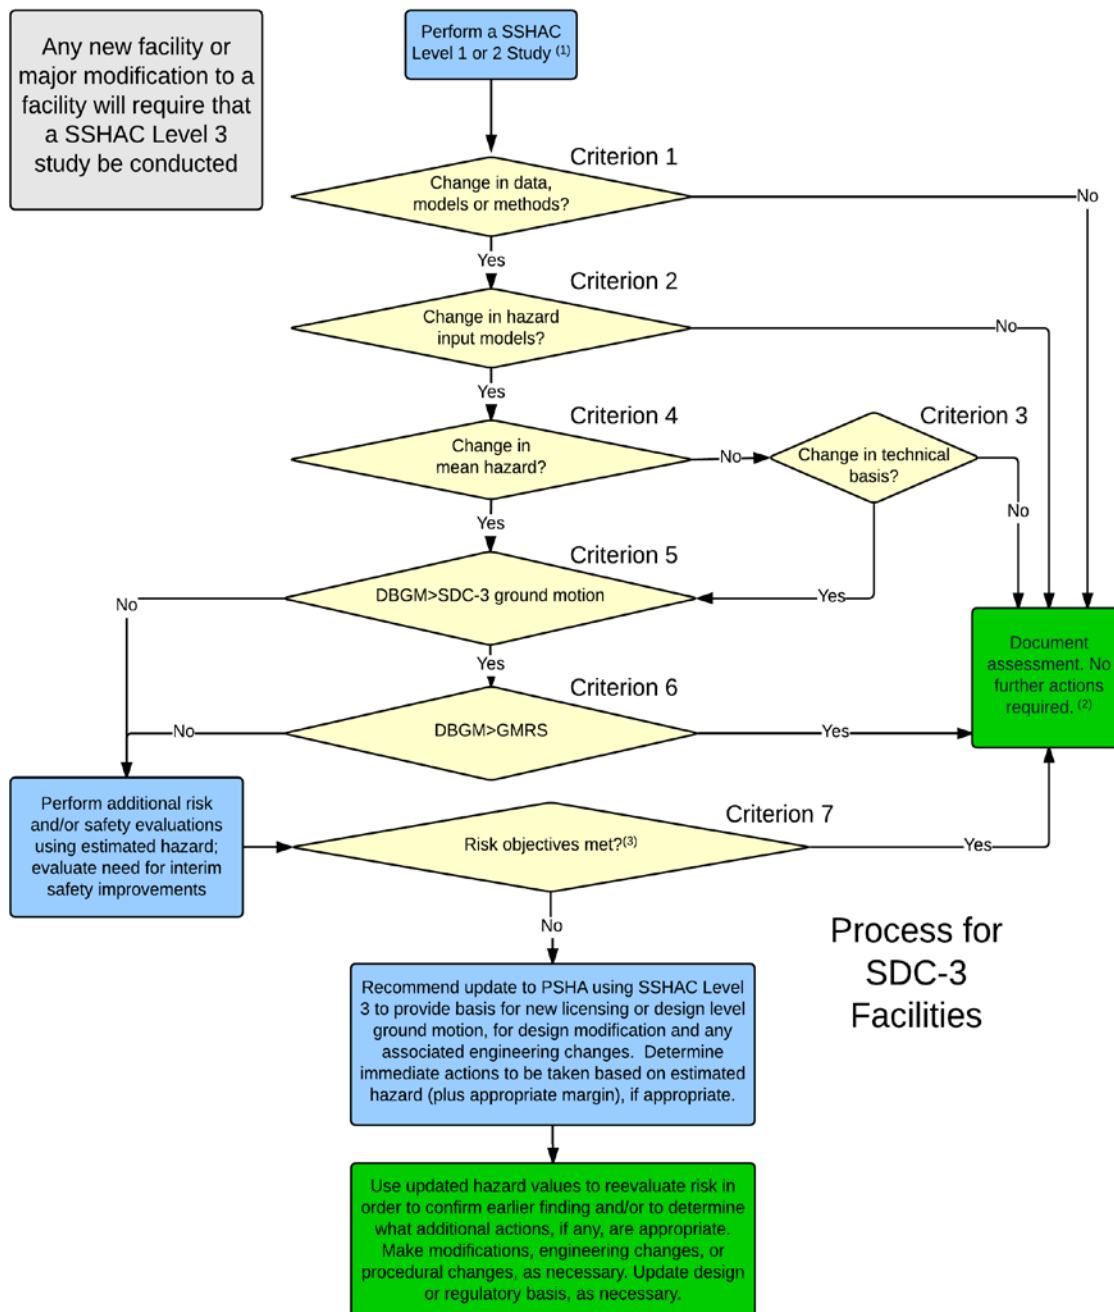 Any new facility or
major modification to a
facility will require that
a SSHAC Level 3
study be conducted
Perform a SSHAC
Level 1 or 2 Study (1)
Criterion 1
Change in data,
models or methods?
No
Yes
Criterion 2
Change in hazard
input models?
No
Yes
Criterion 4
Change in
mean hazard?
No
Criterion 3
Change in technical
basis?
No
Yes
Yes
Criterion 5
DBGM>SDC-3 ground motion
No
Yes
Criterion 6
DBGM>GMRS
No
Yes
Document
assessment. No
further actions
required. (2)
Perform additional risk
and/or safety evaluations
using estimated hazard;
evaluate need for interim
safety improvements
Criterion 7
Risk objectives met?(3)
Yes
No
Process for
SDC-3
Facilities
Recommend update to PSHA using SSHAC Level
3 to provide basis for new licensing or design level
ground motion, for design modification and any
associated engineering changes. Determine
immediate actions to be taken based on estimated
hazard (plus appropriate margin), if appropriate.
Use updated hazard values to reevaluate risk in
order to confirm earlier finding and/or to determine
what additional actions, if any, are appropriate.
Make modifications, engineering changes, or
procedural changes, as necessary. Update design
or regulatory basis, as necessary.